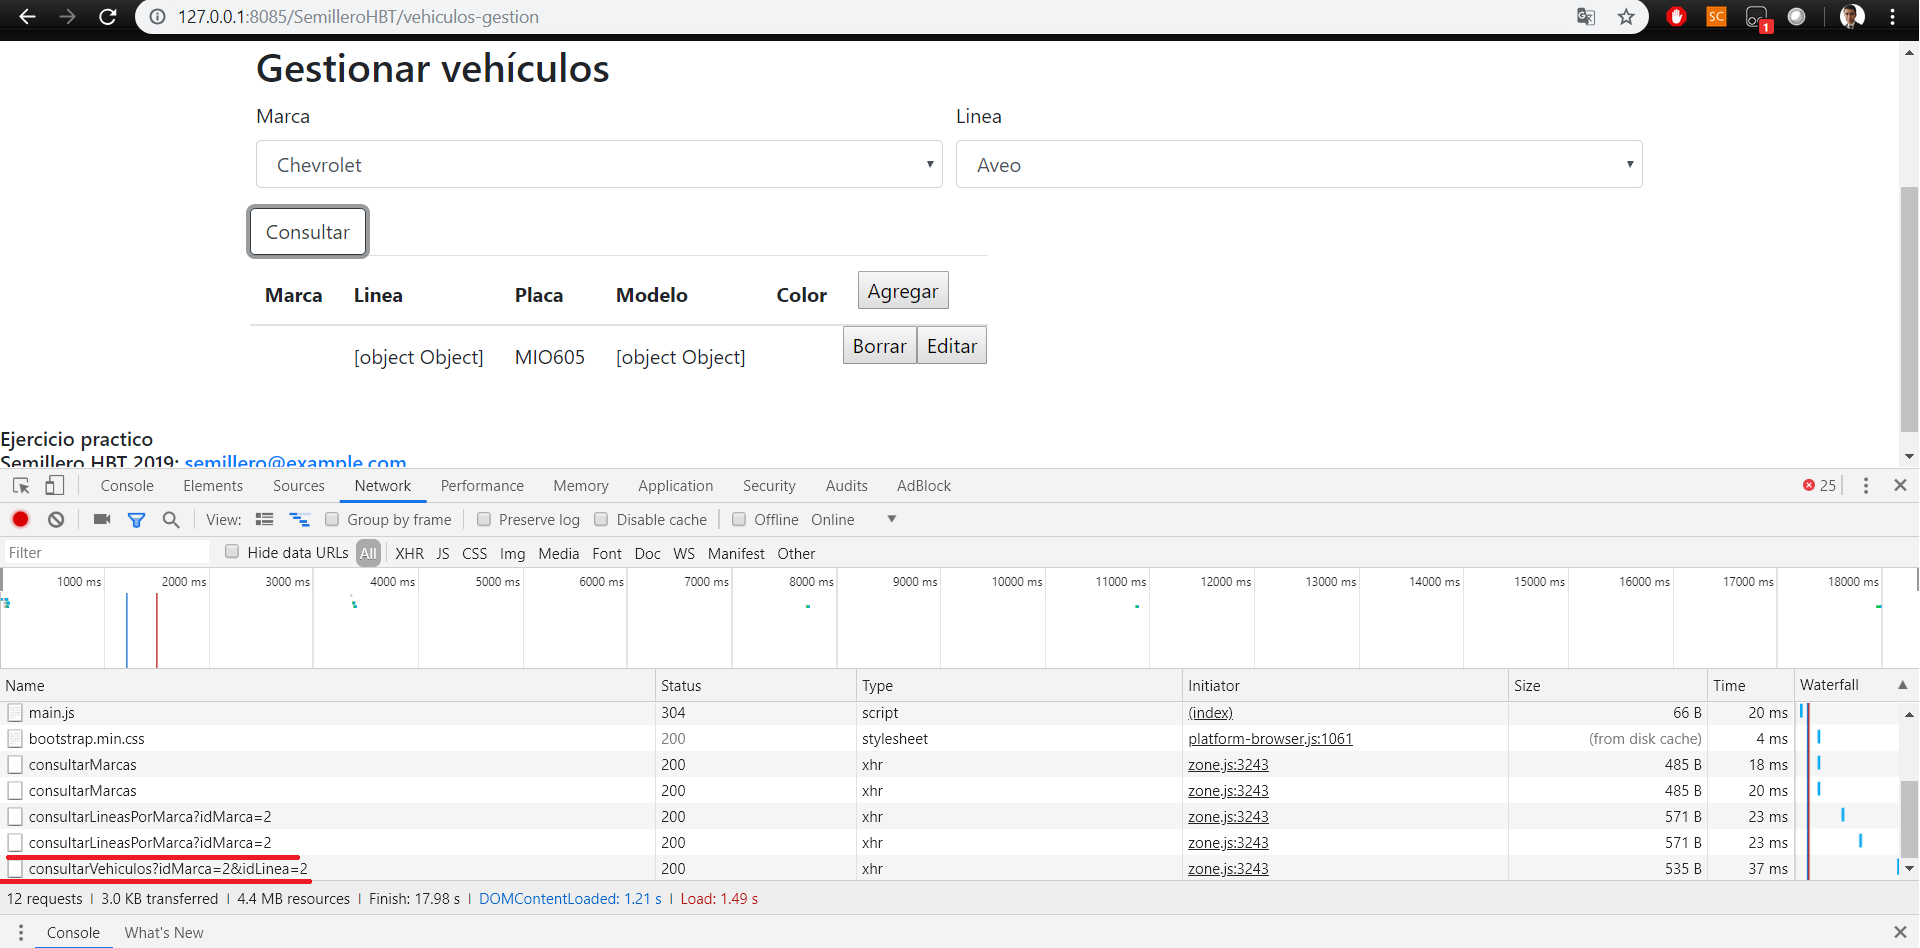 127.0.0.1:8085/SemilleroHBT/vehiculos-gestion
SC
1
Gestionar vehículos
Marca Linea
Chevrolet Aveo
Consultar
Marca Linea Placa Modelo Color Agregar
[object Object] MIO605 [object Object] Borrar Editar
Ejercicio practico
Semillero HBT 2019: semillero@example.com
Console Elements Sources Network Performance Memory Application Security Audits AdBlock 25
View: Group by frame Preserve log Disable cache Offline Online
Filter Hide data URLs All XHR JS CSS Img Media Font Doc WS Manifest Other
1000 ms 2000 ms 3000 ms 4000 ms 5000 ms 6000 ms 7000 ms 8000 ms 9000 ms 10000 ms 11000 ms 12000 ms 13000 ms 14000 ms 15000 ms 16000 ms 17000 ms 18000 ms
Name Status Type Initiator Size Time Waterfall
main.js 304 script (index) 66 B 20 ms
bootstrap.min.css 200 stylesheet platform-browser.js:1061 (from disk cache) 4 ms
consultarMarcas 200 xhr zone.js:3243 485 B 18 ms
consultarMarcas 200 xhr zone.js:3243 485 B 20 ms
consultarLineasPorMarca?idMarca=2 200 xhr zone.js:3243 571 B 23 ms
consultarLineasPorMarca?idMarca=2 200 xhr zone.js:3243 571 B 23 ms
consultarVehiculos?idMarca=2&idLinea=2 200 xhr zone.js:3243 535 B 37 ms
12 requests | 3.0 KB transferred | 4.4 MB resources | Finish: 17.98 s | DOMContentLoaded: 1.21 s | Load: 1.49 s
Console What's New